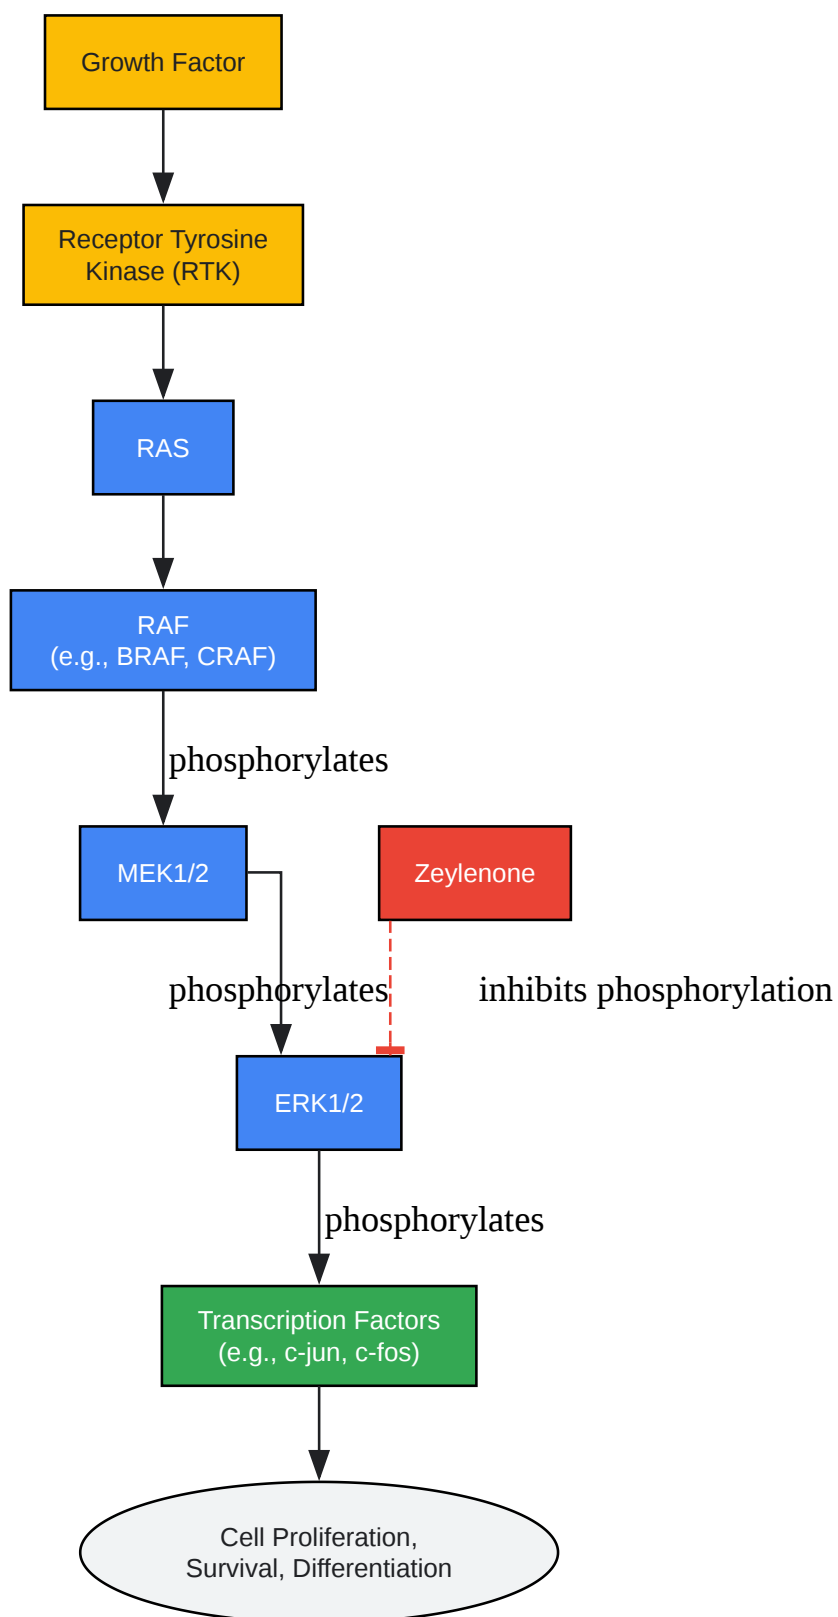 Growth Factor
Receptor Tyrosine
Kinase (RTK)
RAS
RAF
(e.g., BRAF, CRAF)
phosphorylates
MEK1/2
Zeylenone
phosphorylates
inhibits phosphorylation
ERK1/2
phosphorylates
Transcription Factors
(e.g., c-jun, c-fos)
Cell Proliferation,
Survival, Differentiation